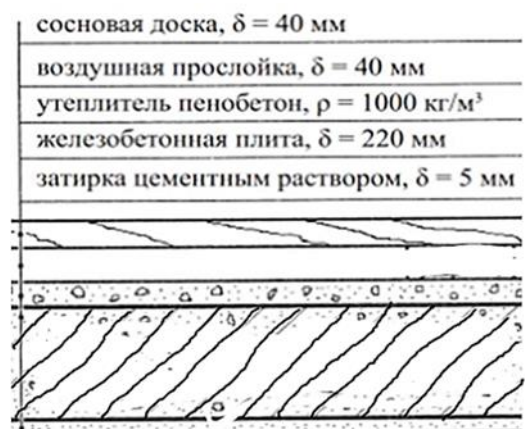 сосновая доска, δ = 40 мм
воздушная прослойка, δ = 40 мм
утеплитель пенобетон, ρ = 1000 кг/м³
железобетонная плита, δ = 220 мм
затирка цементным раствором, δ = 5 мм